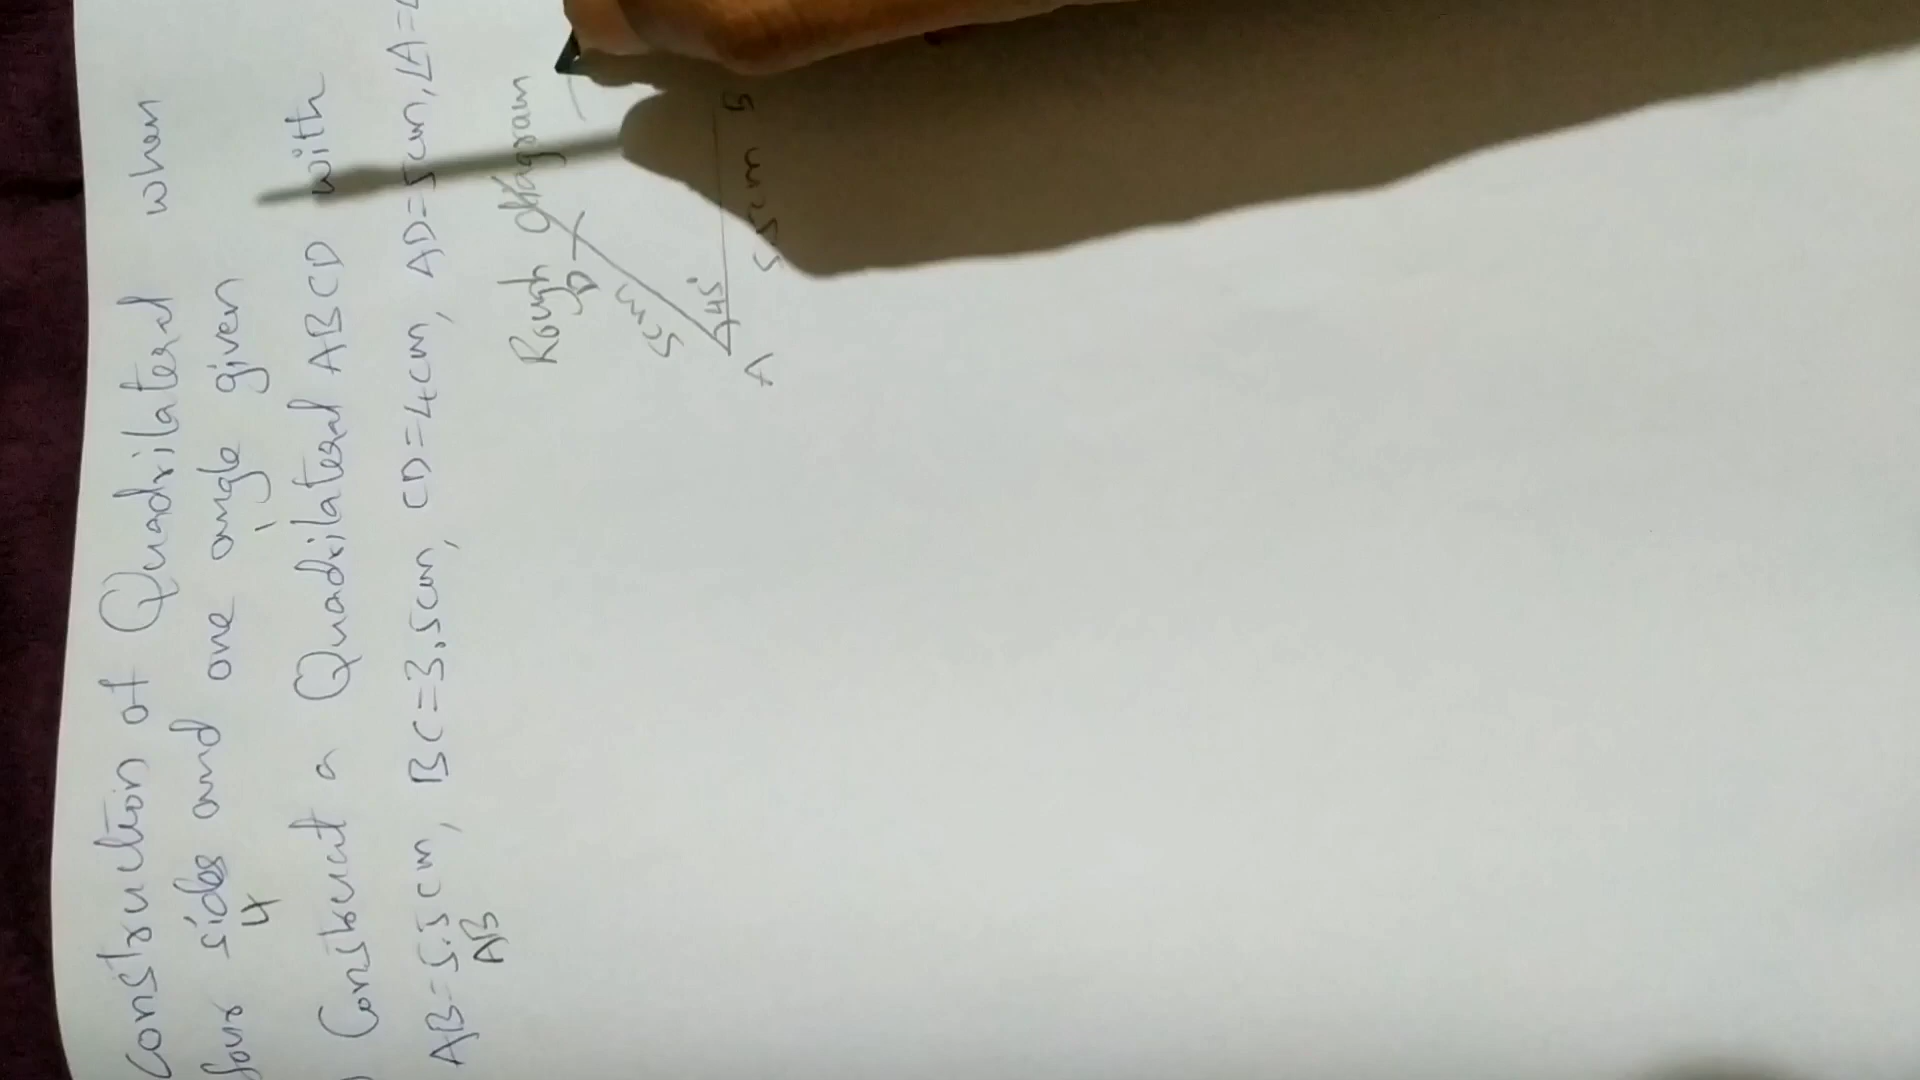 Construction of Quadrilateral when
four sides and one angle given
4 1
Construct a Quadrilateral ABCD with
AB=5.5cm, BC=3.5cm, CD=4cm, AD=5cm, ∠A=
AB
Rough diagram
D
5cm
45°
A
5.5cm
B